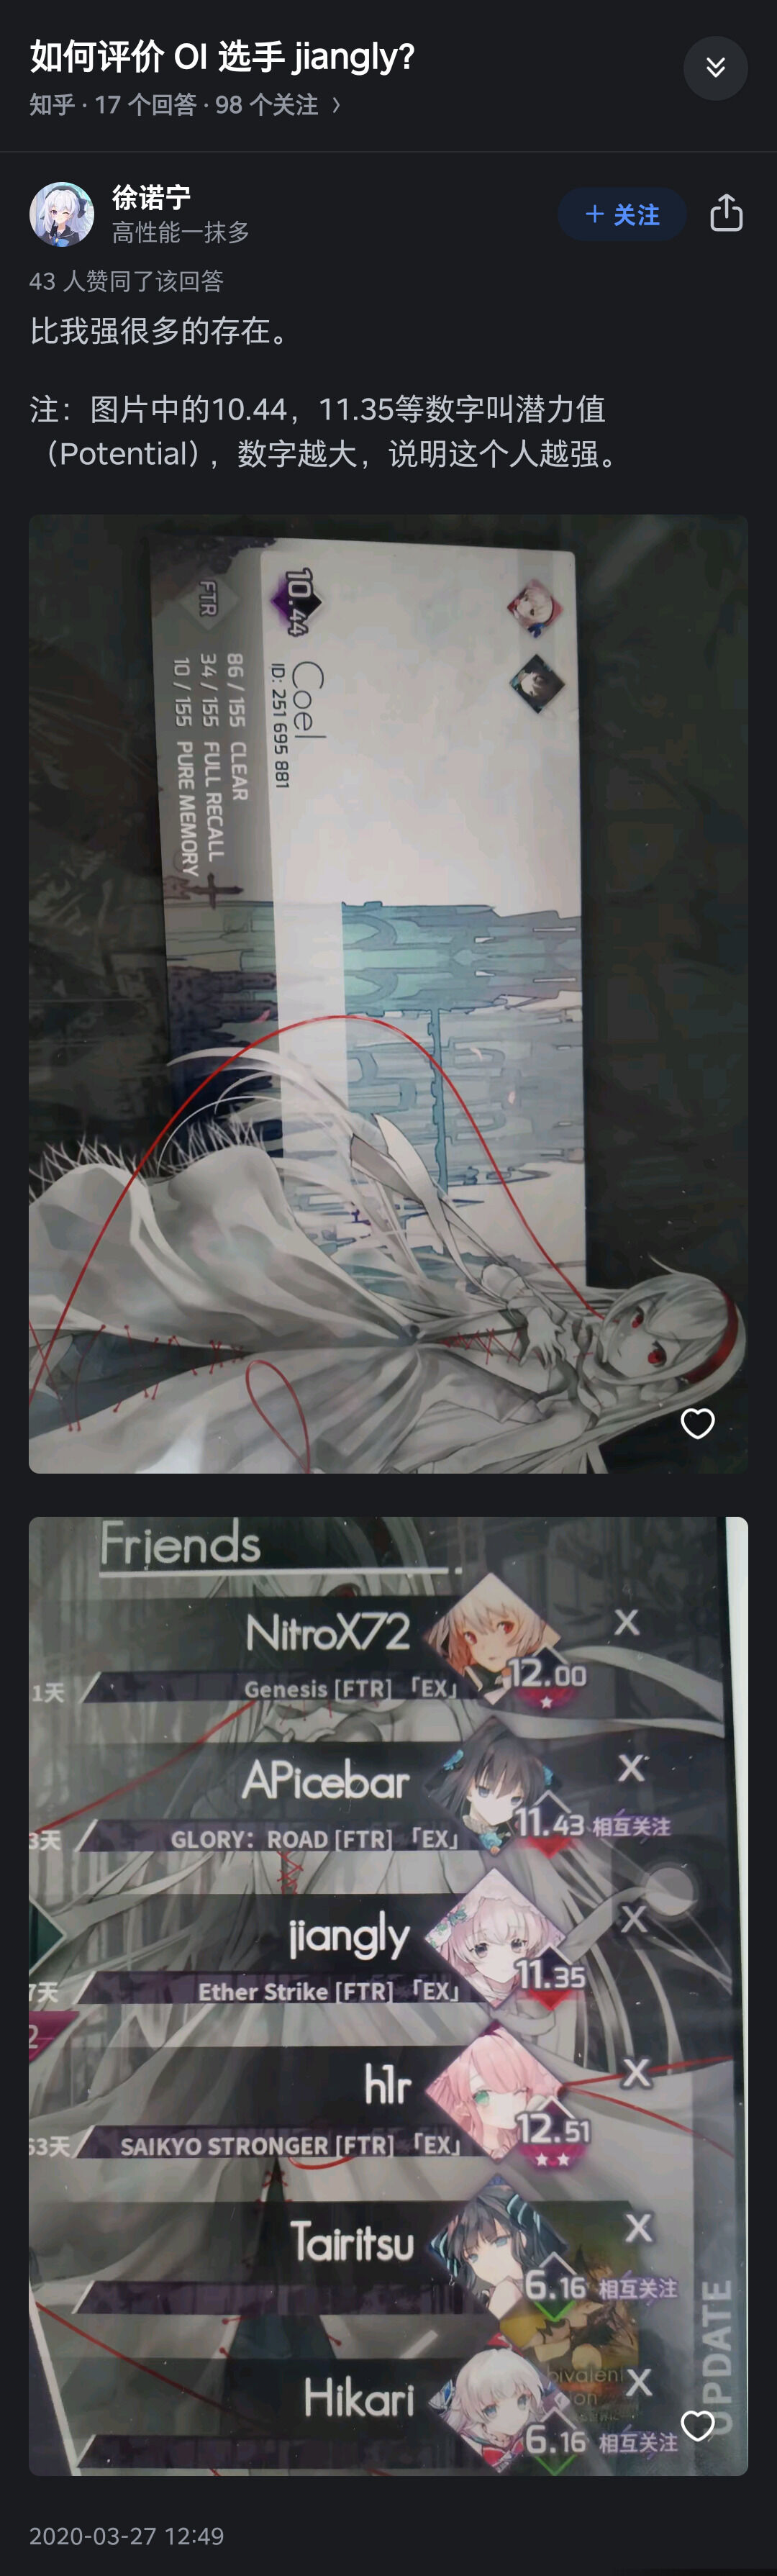 如何评价 OI 选手 jiangly?
知乎 · 17 个回答 · 98 个关注 >
徐诺宁
高性能一抹多
+ 关注
43 人赞同了该回答
比我强很多的存在。
注：图片中的10.44，11.35等数字叫潜力值
（Potential），数字越大，说明这个人越强。
10.44
Coel
ID: 251 695 881
FTR
86 / 155 CLEAR
34 / 155 FULL RECALL
10 / 155 PURE MEMORY
Friends
NitroX72
X
12.00
1天
Genesis [FTR]「EX」
APicebar
X
11.43 相互关注
3天
GLORY：ROAD [FTR]「EX」
jiangly
X
11.35
7天
Ether Strike [FTR]「EX」
2
h1r
X
12.51
63天
SAIKYO STRONGER [FTR]「EX」
Tairitsu
X
6.16 相互关注
Hikari
X
6.16 相互关注
UPDATE
2020-03-27 12:49